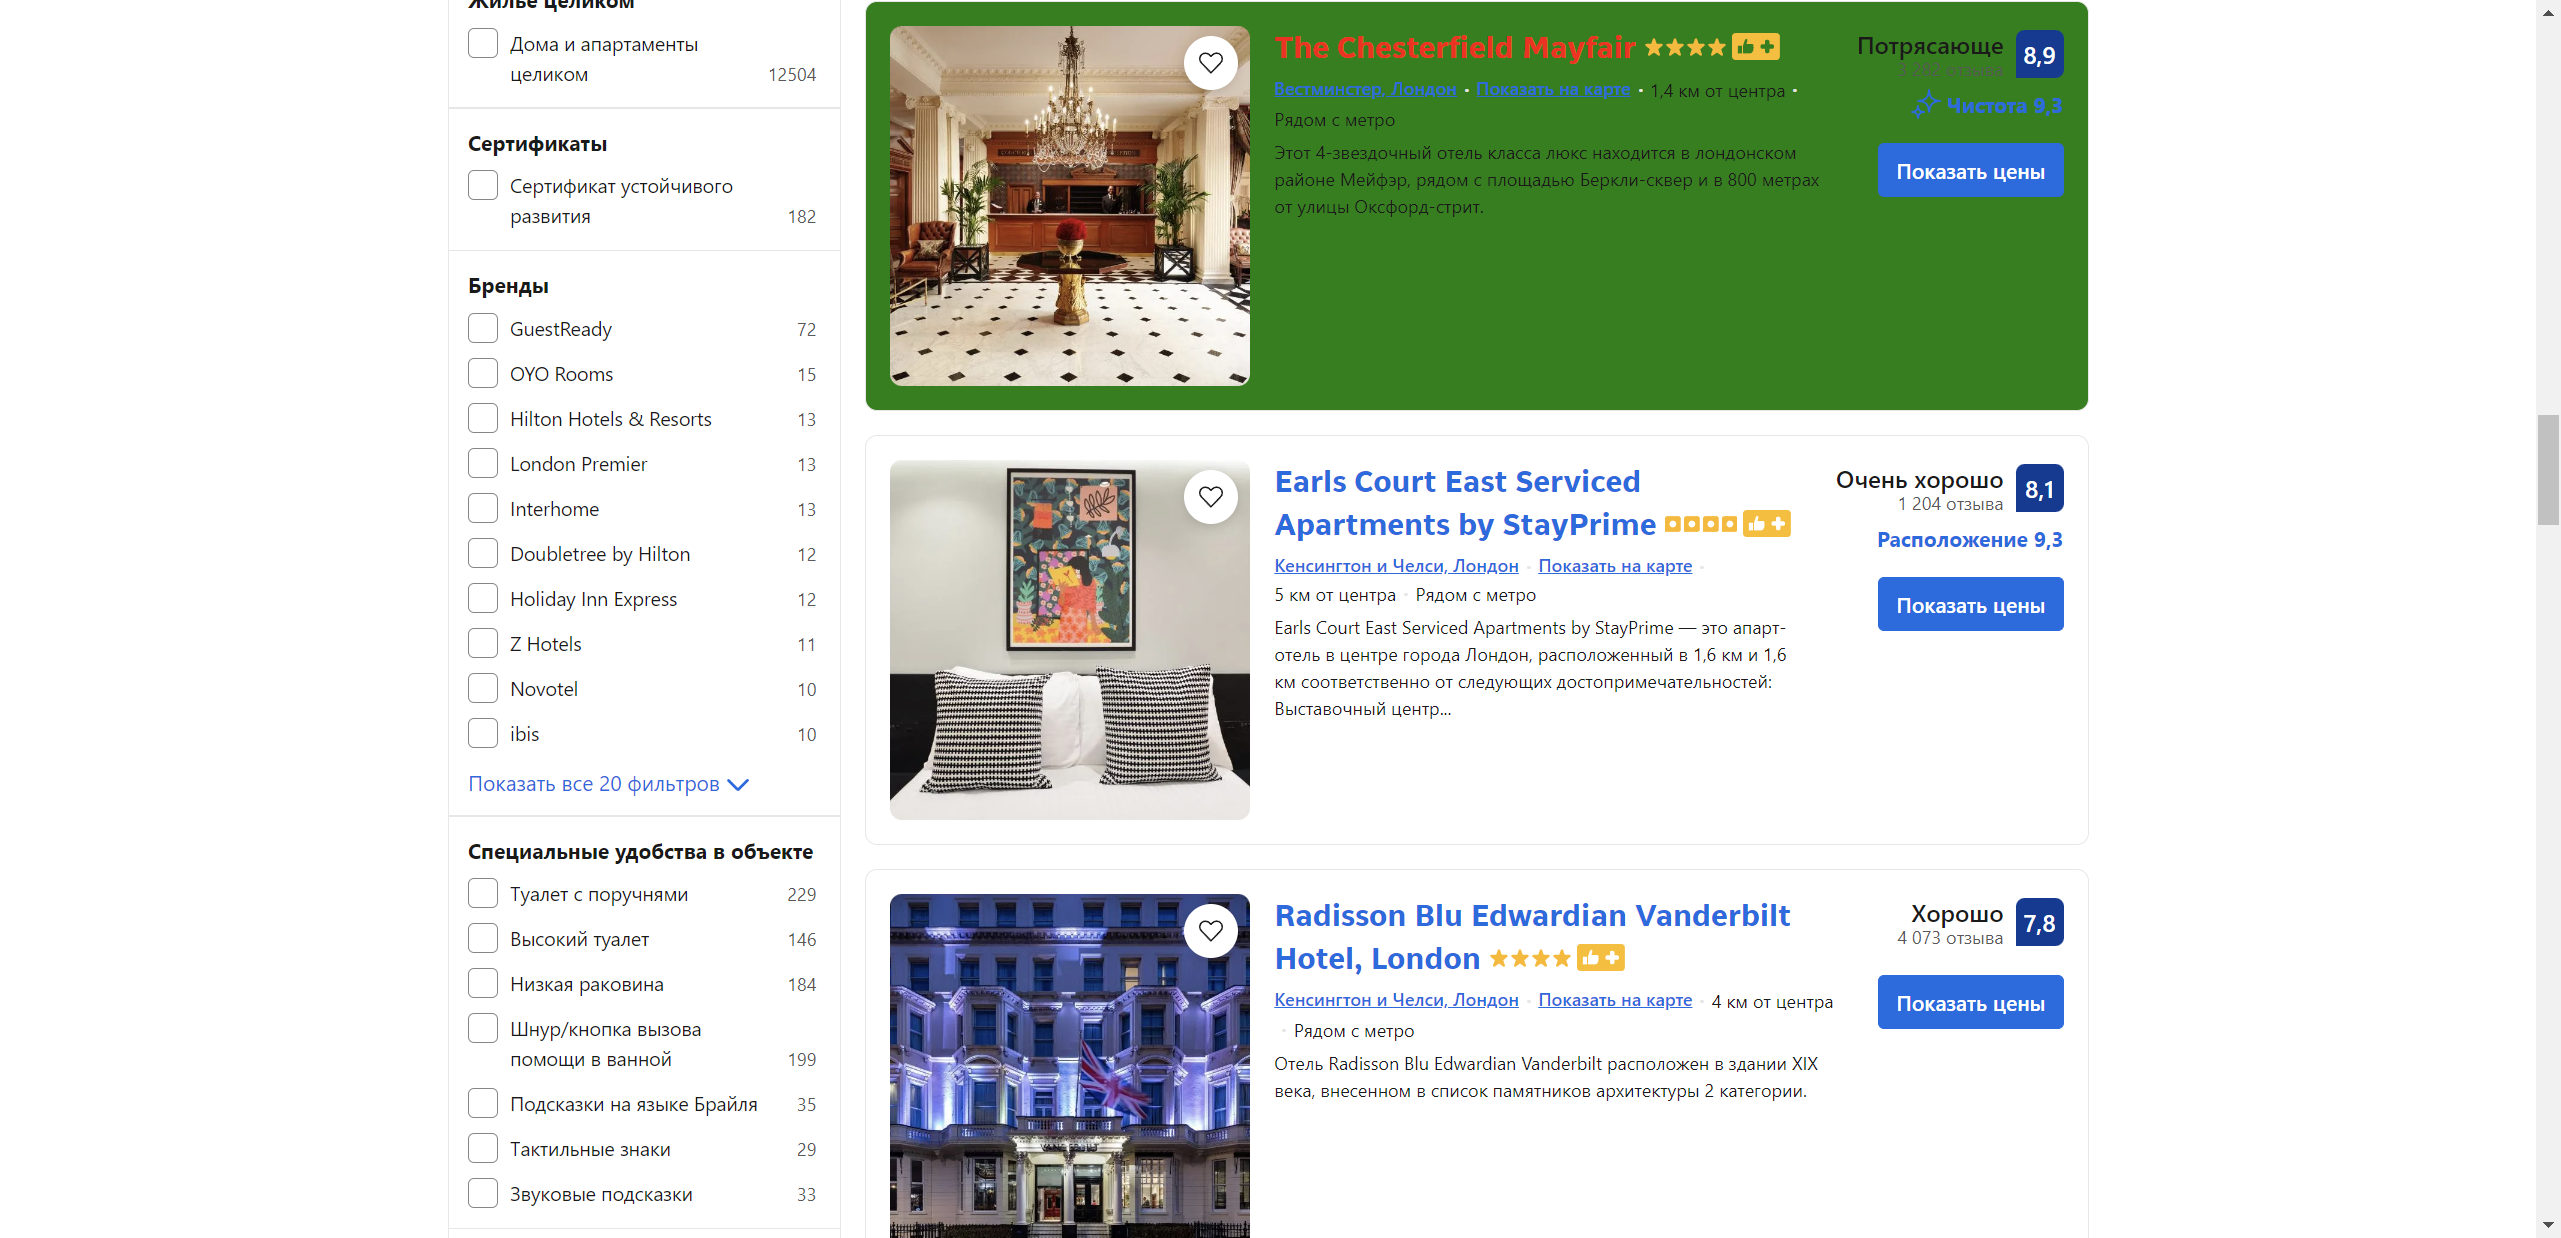 Жильё целиком
Дома и апартаменты
целиком 12504
Сертификаты
Сертификат устойчивого
развития 182
Бренды
GuestReady 72
OYO Rooms 15
Hilton Hotels & Resorts 13
London Premier 13
Interhome 13
Doubletree by Hilton 12
Holiday Inn Express 12
Z Hotels 11
Novotel 10
ibis 10
Показать все 20 фильтров
Специальные удобства в объекте
Туалет с поручнями 229
Высокий туалет 146
Низкая раковина 184
Шнур/кнопка вызова
помощи в ванной 199
Подсказки на языке Брайля 35
Тактильные знаки 29
Звуковые подсказки 33
The Chesterfield Mayfair
Вестминстер, Лондон • Показать на карте • 1,4 км от центра •
Рядом с метро
Этот 4-звездочный отель класса люкс находится в лондонском
районе Мейфэр, рядом с площадью Беркли-сквер и в 800 метрах
от улицы Оксфорд-стрит.
Потрясающе 8,9
отзыва
Чистота 9,3
Показать цены
Earls Court East Serviced
Apartments by StayPrime
Кенсингтон и Челси, Лондон • Показать на карте •
5 км от центра • Рядом с метро
Earls Court East Serviced Apartments by StayPrime — это апарт-
отель в центре города Лондон, расположенный в 1,6 км и 1,6
км соответственно от следующих достопримечательностей:
Выставочный центр...
Очень хорошо 8,1
1 204 отзыва
Расположение 9,3
Показать цены
Radisson Blu Edwardian Vanderbilt
Hotel, London
Кенсингтон и Челси, Лондон • Показать на карте • 4 км от центра
• Рядом с метро
Отель Radisson Blu Edwardian Vanderbilt расположен в здании XIX
века, внесенном в список памятников архитектуры 2 категории.
Хорошо 7,8
4 073 отзыва
Показать цены